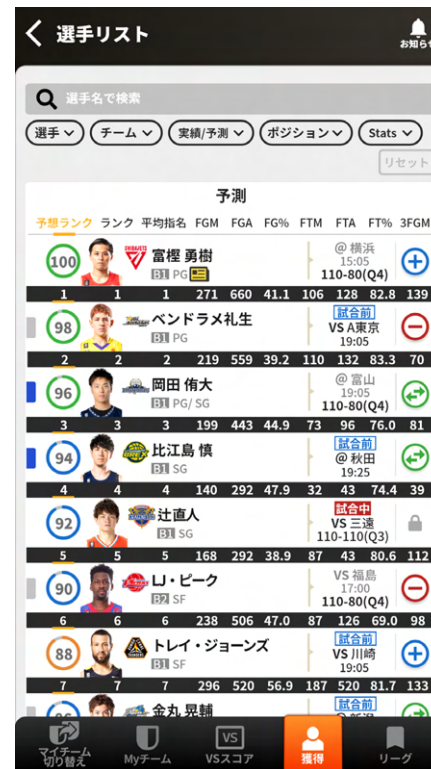 選手リスト
お知らせ
選手名で検索
選手 チーム 実績/予測 ポジション Stats
リセット
予測
予想ランク ランク 平均指名 FGM FGA FG% FTM FTA FT% 3FGM
100 富樫 勇樹 @ 横浜
B1 PG 15:05
110-80(Q4)
1 1 1 271 660 41.1 106 128 82.8 139
98 ベンドラメ礼生 試合前
B1 PG VS A東京
19:05
2 2 2 219 559 39.2 110 132 83.3 70
96 岡田 侑大 @ 富山
B1 PG/ SG 19:05
110-80(Q4)
3 3 3 199 443 44.9 73 96 76.0 81
94 比江島 慎 試合前
B1 SG @ 秋田
19:25
4 4 4 140 292 47.9 32 43 74.4 39
92 辻直人 試合中
B1 SG VS 三遠
110-110(Q3)
5 5 5 168 292 38.9 87 43 80.6 112
90 LJ・ピーク VS 福島
B2 SF 17:00
110-80(Q4)
6 6 6 238 506 47.0 87 126 69.0 98
88 トレイ・ジョーンズ 試合前
B1 SF VS 川崎
19:05
7 7 7 296 520 56.9 187 520 81.7 133
金丸 晃輔 試合前
マイチーム
切り替え
Myチーム
VS
VSスコア
獲得
リーグ